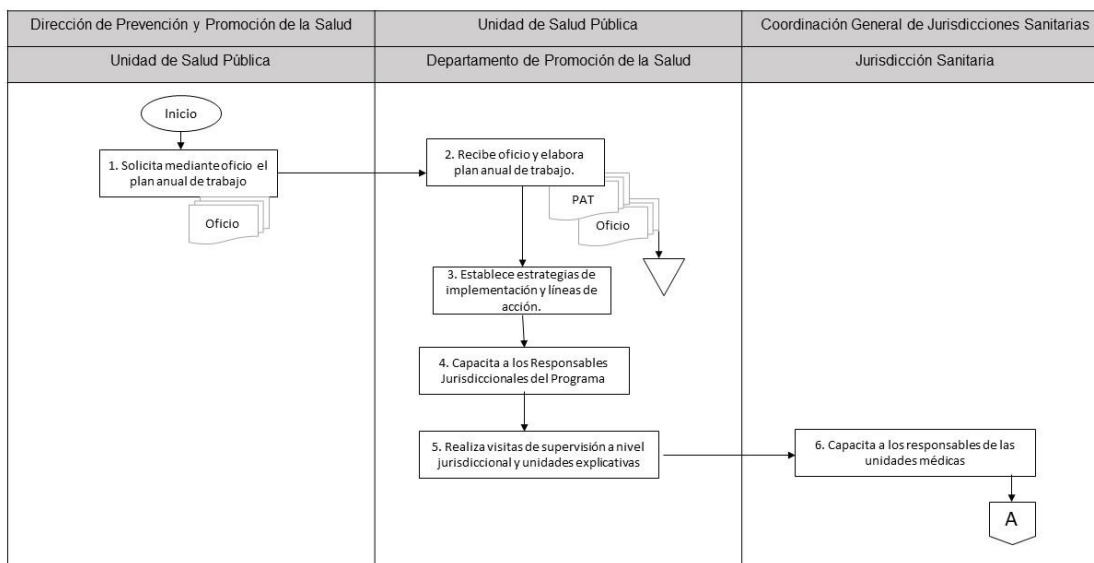 Dirección de Prevención y Promoción de la Salud
Unidad de Salud Pública
Coordinación General de Jurisdicciones Sanitarias
Unidad de Salud Pública
Departamento de Promoción de la Salud
Jurisdicción Sanitaria
Inicio
1. Solicita mediante oficio el
plan anual de trabajo
Oficio
2. Recibe oficio y elabora
plan anual de trabajo.
PAT
Oficio
3. Establece estrategias de
implementación y líneas de
acción.
4. Capacita a los Responsables
Jurisdiccionales del Programa
5. Realiza visitas de supervisión a nivel
jurisdiccional y unidades explicativas
6. Capacita a los responsables de las
unidades médicas
A